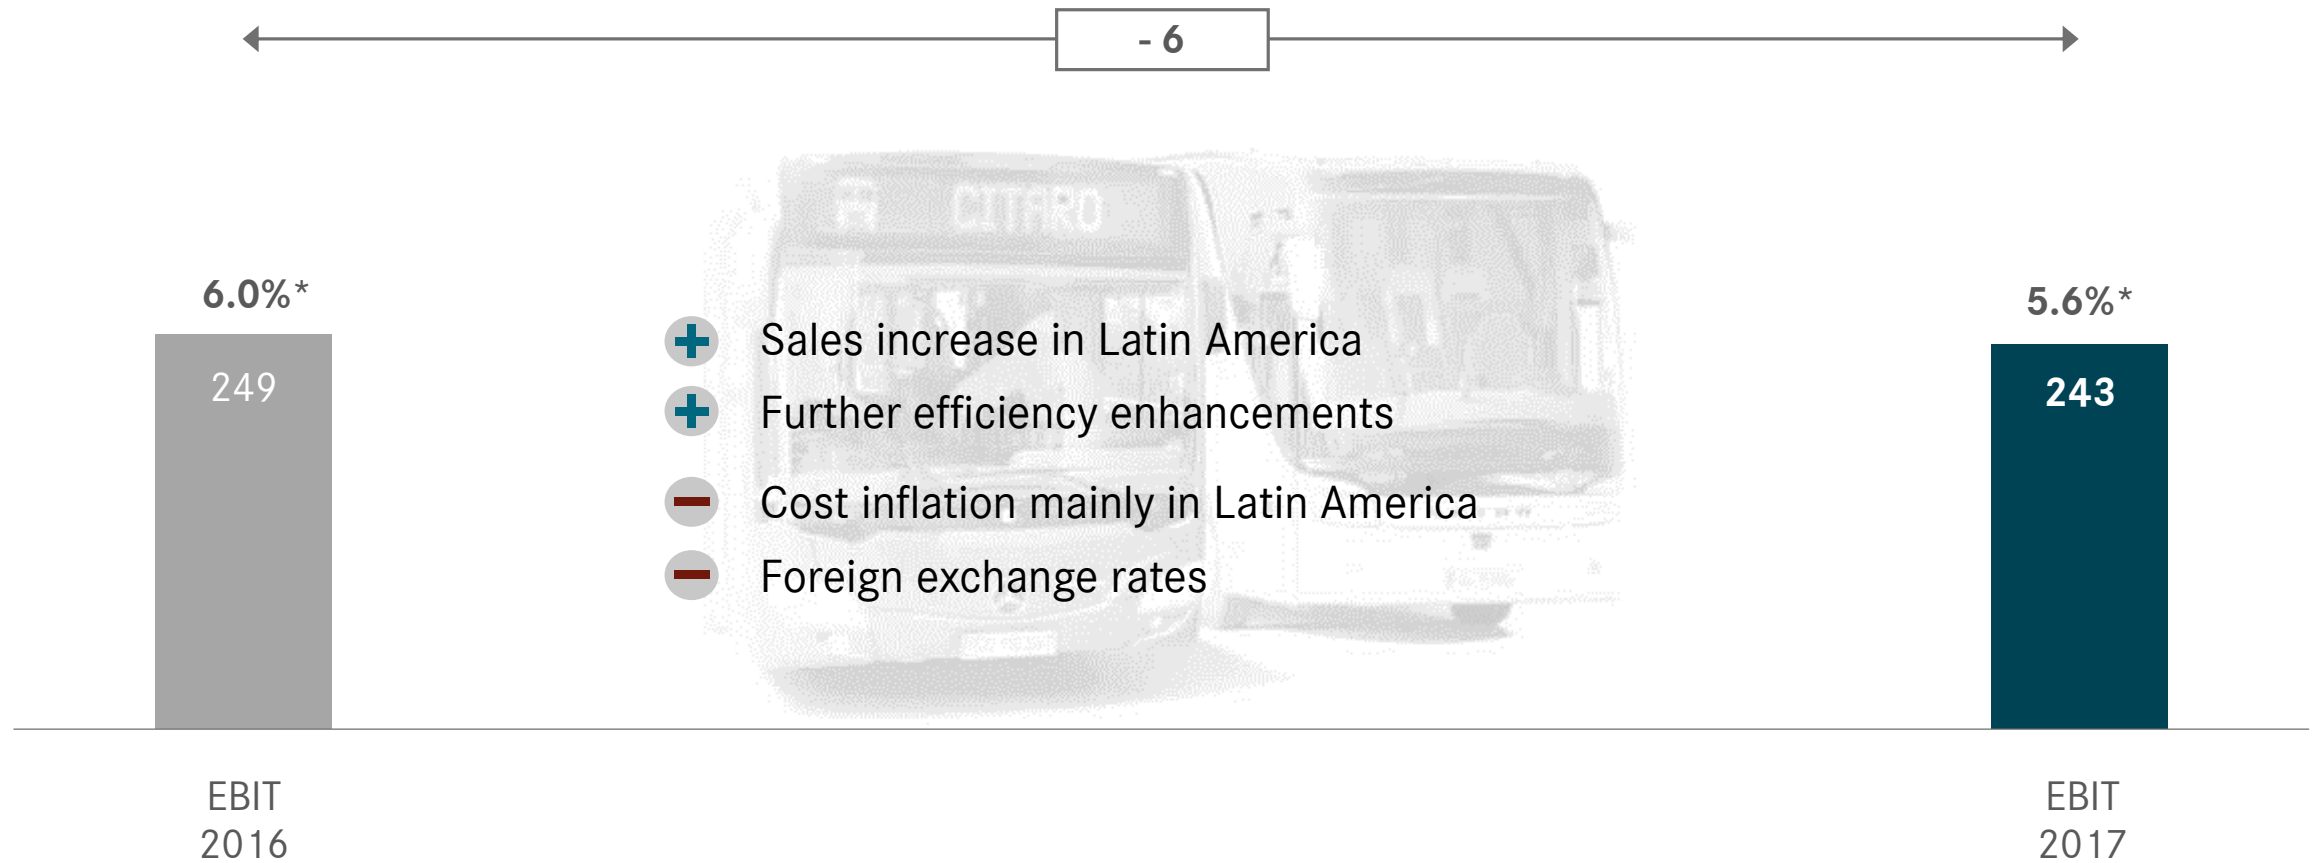 - 6
CITARO
6.0%*
5.6%*
249
243
Sales increase in Latin America
Further efficiency enhancements
Cost inflation mainly in Latin America
Foreign exchange rates
EBIT
2016
EBIT
2017